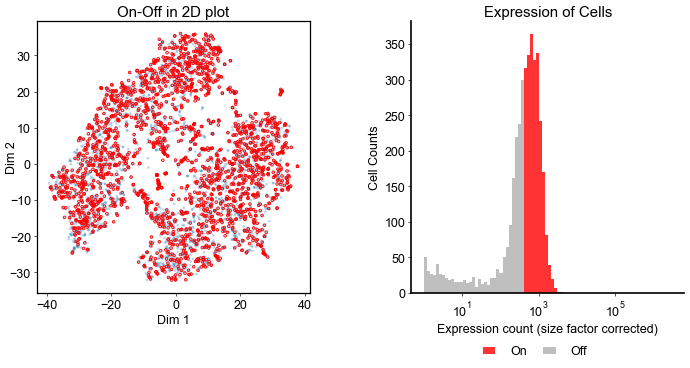 On-Off in 2D plot
30
20
10
0
−10
−20
−30
Dim 2
−40
−20
0
20
40
Dim 1
Expression of Cells
350
300
250
200
150
100
50
0
Cell Counts
10^1
10^3
10^5
Expression count (size factor corrected)
On
Off